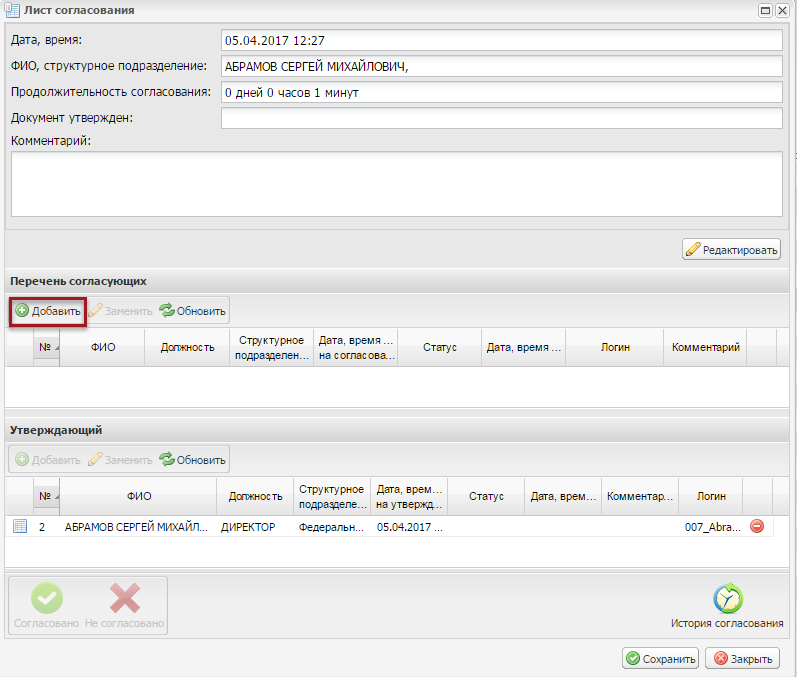 Лист согласования
Дата, время: 05.04.2017 12:27
ФИО, структурное подразделение: АБРАМОВ СЕРГЕЙ МИХАЙЛОВИЧ,
Продолжительность согласования: 0 дней 0 часов 1 минут
Документ утвержден:
Комментарий:
Редактировать
Перечень согласующих
Добавить Заменить Обновить
№ ФИО Должность Структурное подразделен... Дата, время ... на согласова... Статус Дата, время ... Логин Комментарий
Утверждающий
Добавить Заменить Обновить
№ ФИО Должность Структурное подразделе... Дата, врем... на утвержд... Статус Дата, врем... Комментар... Логин
2 АБРАМОВ СЕРГЕЙ МИХАЙЛ... ДИРЕКТОР Федеральн... 05.04.2017 ... 007_Abra...
Согласовано Не согласовано
История согласования
Сохранить Закрыть